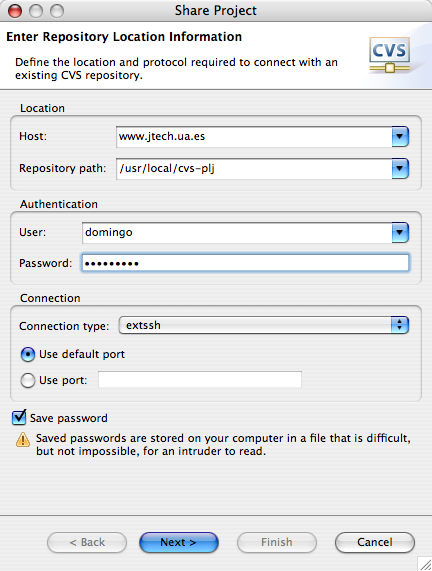 Share Project
Enter Repository Location Information
Define the location and protocol required to connect with an
existing CVS repository.
CVS
Location
Host: www.jtech.ua.es
Repository path: /usr/local/cvs-plj
Authentication
User: domingo
Password: •••••••••
Connection
Connection type: extssh
Use default port
Use port:
Save password
Saved passwords are stored on your computer in a file that is difficult,
but not impossible, for an intruder to read.
< Back Next > Finish Cancel